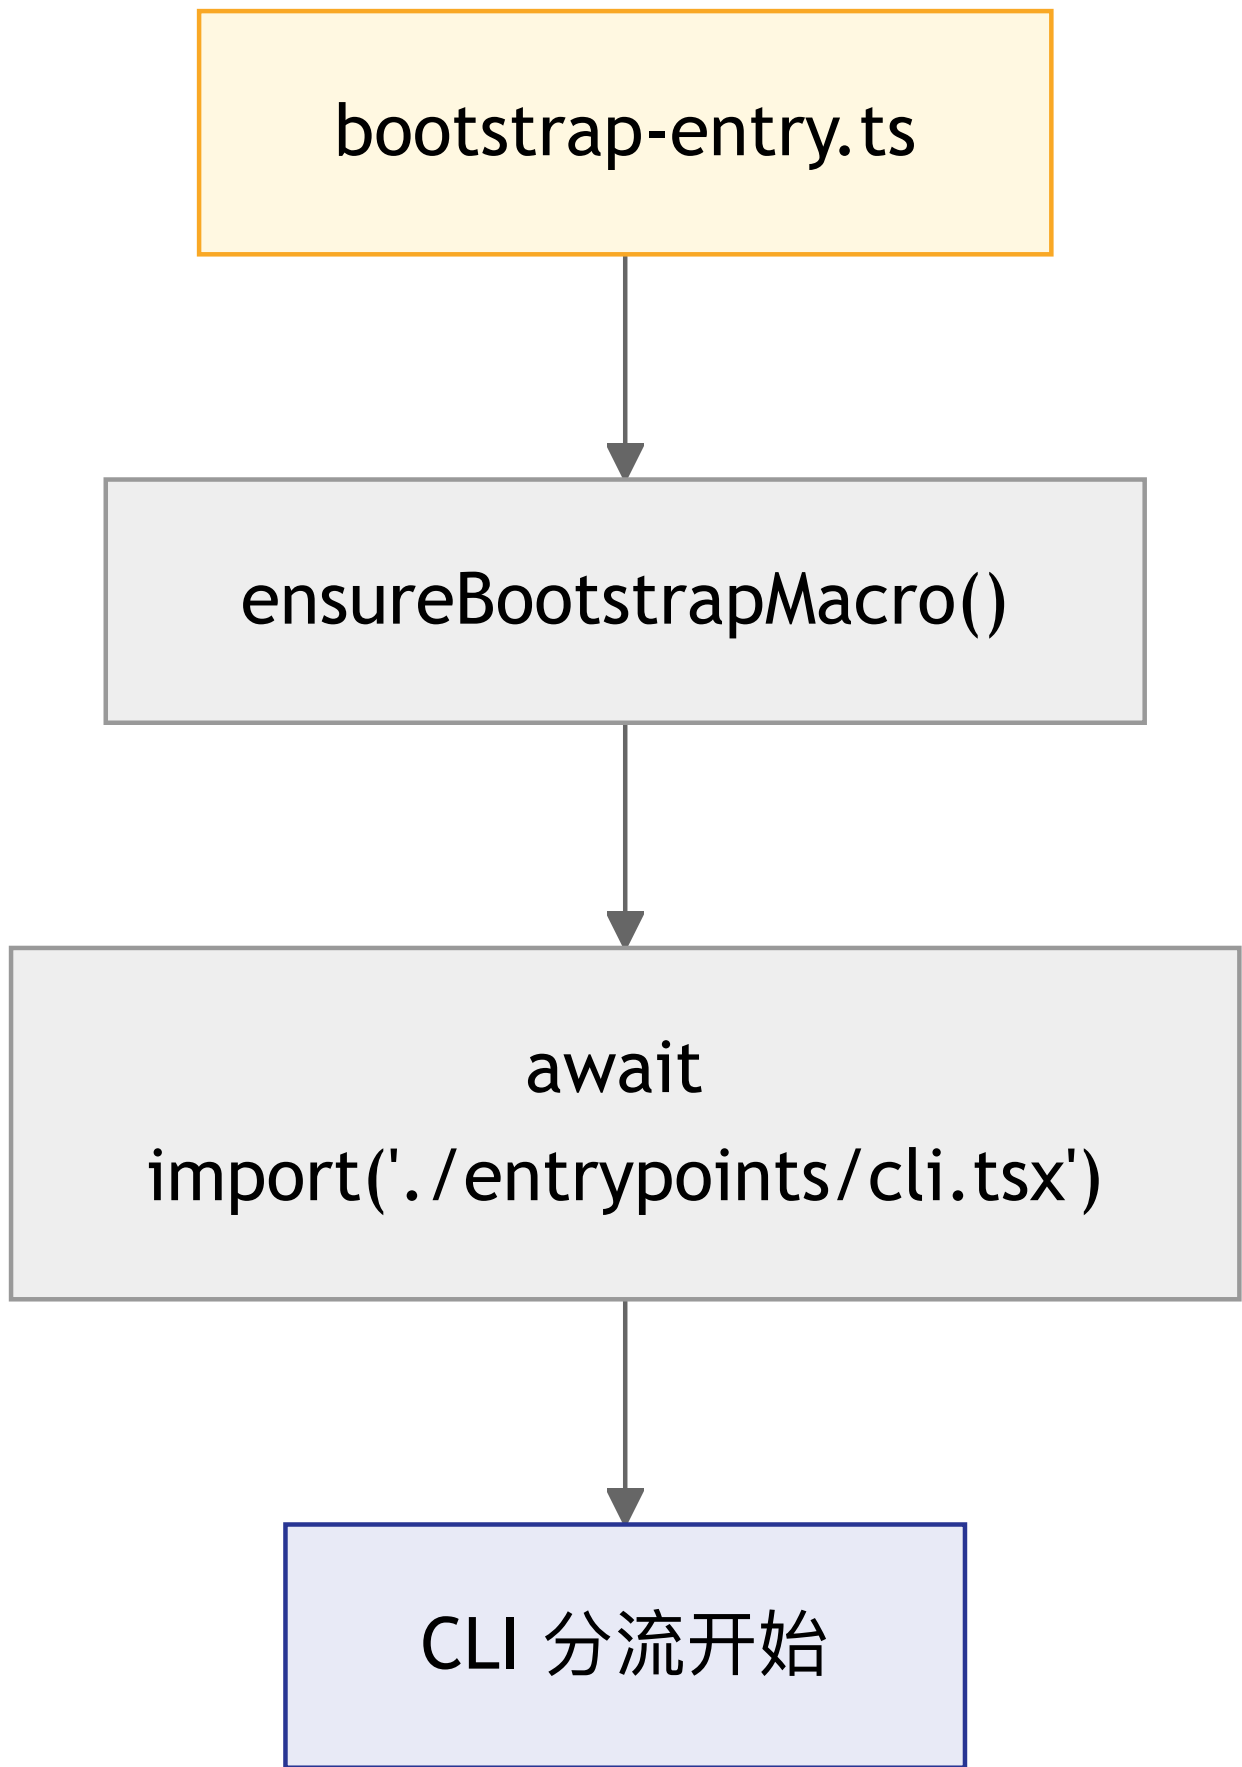 bootstrap-entry.ts
ensureBootstrapMacro()
await
import('./entrypoints/cli.tsx')
CLI 分流开始